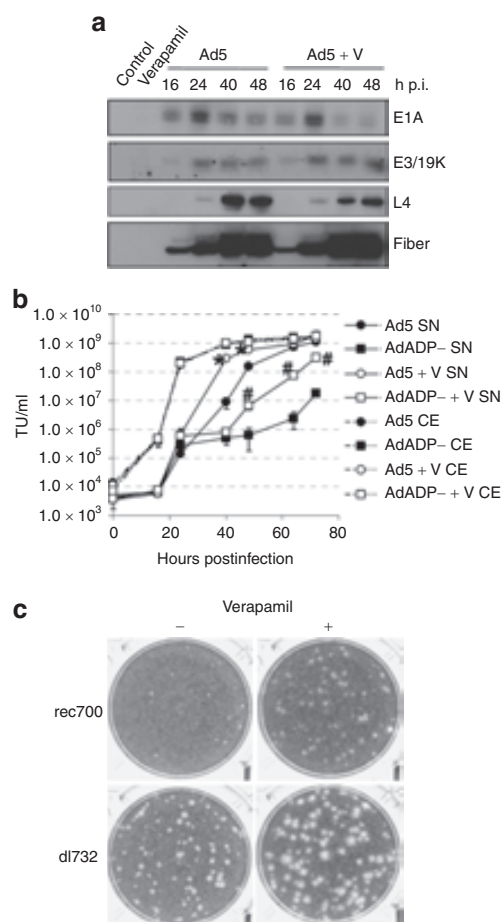 a
Control
Verapamil
Ad5
Ad5 + V
16 24 40 48 16 24 40 48 h p.i.
E1A
E3/19K
L4
Fiber
b
1.0 × 10¹⁰
1.0 × 10⁹
1.0 × 10⁸
1.0 × 10⁷
1.0 × 10⁶
1.0 × 10⁵
1.0 × 10⁴
1.0 × 10³
TU/ml
* *
# # #
0 20 40 60 80
Hours postinfection
Ad5 SN
AdADP− SN
Ad5 + V SN
AdADP− + V SN
Ad5 CE
AdADP− CE
Ad5 + V CE
AdADP− + V CE
c
Verapamil
− +
rec700
dl732